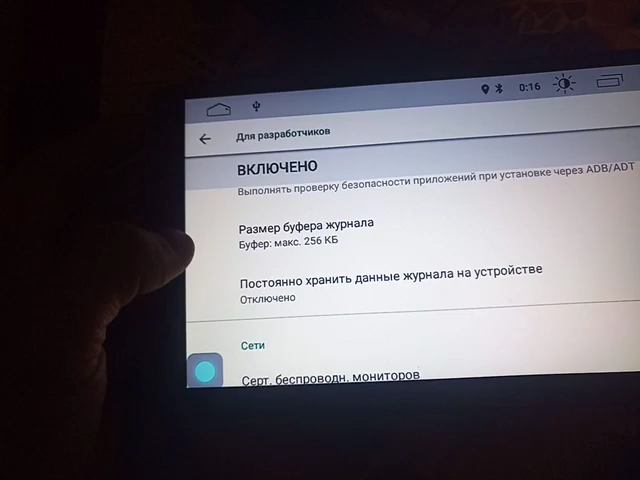 0:16
Для разработчиков
ВКЛЮЧЕНО
Выполнять проверку безопасности приложений при установке через ADB/ADT
Размер буфера журнала
Буфер: макс. 256 КБ
Постоянно хранить данные журнала на устройстве
Отключено
Сети
Серт. беспроводн. мониторов